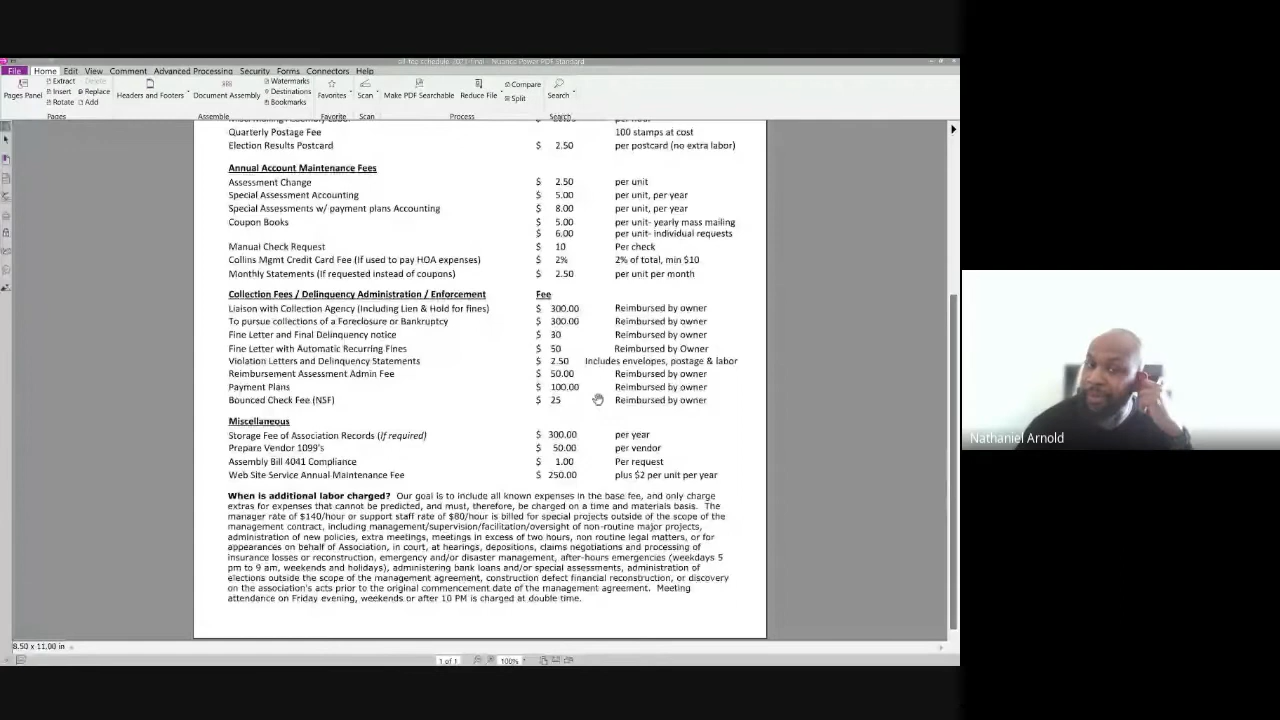 all-fee schedule 2023-final - Nuance Power PDF Standard
File Home Edit View Comment Advanced Processing Security Forms Connectors Help
Pages Panel
Extract
Insert
Rotate
Delete
Replace
Add
Headers and Footers
Document Assembly
Watermarks
Destinations
Bookmarks
Favorites
Scan
Make PDF Searchable
Reduce File
Compare
Split
Search
Pages Assemble Favorite Scan Process Search
Quarterly Postage Fee 100 stamps at cost
Election Results Postcard $ 2.50 per postcard (no extra labor)
Annual Account Maintenance Fees
Assessment Change $ 2.50 per unit
Special Assessment Accounting $ 5.00 per unit, per year
Special Assessments w/ payment plans Accounting $ 8.00 per unit, per year
Coupon Books $ 5.00 per unit- yearly mass mailing
$ 6.00 per unit- individual requests
Manual Check Request $ 10 Per check
Collins Mgmt Credit Card Fee (If used to pay HOA expenses) $ 2% 2% of total, min $10
Monthly Statements (If requested instead of coupons) $ 2.50 per unit per month
Collection Fees / Delinquency Administration / Enforcement Fee
Liaison with Collection Agency (Including Lien & Hold for fines) $ 300.00 Reimbursed by owner
To pursue collections of a Foreclosure or Bankruptcy $ 300.00 Reimbursed by owner
Fine Letter and Final Delinquency notice $ 30 Reimbursed by owner
Fine Letter with Automatic Recurring Fines $ 50 Reimbursed by Owner
Violation Letters and Delinquency Statements $ 2.50 Includes envelopes, postage & labor
Reimbursement Assessment Admin Fee $ 50.00 Reimbursed by owner
Payment Plans $ 100.00 Reimbursed by owner
Bounced Check Fee (NSF) $ 25 Reimbursed by owner
Miscellaneous
Storage Fee of Association Records (If required) $ 300.00 per year
Prepare Vendor 1099's $ 50.00 per vendor
Assembly Bill 4041 Compliance $ 1.00 Per request
Web Site Service Annual Maintenance Fee $ 250.00 plus $2 per unit per year
When is additional labor charged? Our goal is to include all known expenses in the base fee, and only charge
extras for expenses that cannot be predicted, and must, therefore, be charged on a time and materials basis. The
manager rate of $140/hour or support staff rate of $80/hour is billed for special projects outside of the scope of the
management contract, including management/supervision/facilitation/oversight of non-routine major projects,
administration of new policies, extra meetings, meetings in excess of two hours, non routine legal matters, or for
appearances on behalf of Association, in court, at hearings, depositions, claims negotiations and processing of
insurance losses or reconstruction, emergency and/or disaster management, after-hours emergencies (weekdays 5
pm to 9 am, weekends and holidays), administering bank loans and/or special assessments, administration of
elections outside the scope of the management agreement, construction defect financial reconstruction, or discovery
on the association's acts prior to the original commencement date of the management agreement. Meeting
attendance on Friday evening, weekends or after 10 PM is charged at double time.
8.50 x 11.00 in
1 of 1
100%
Nathaniel Arnold